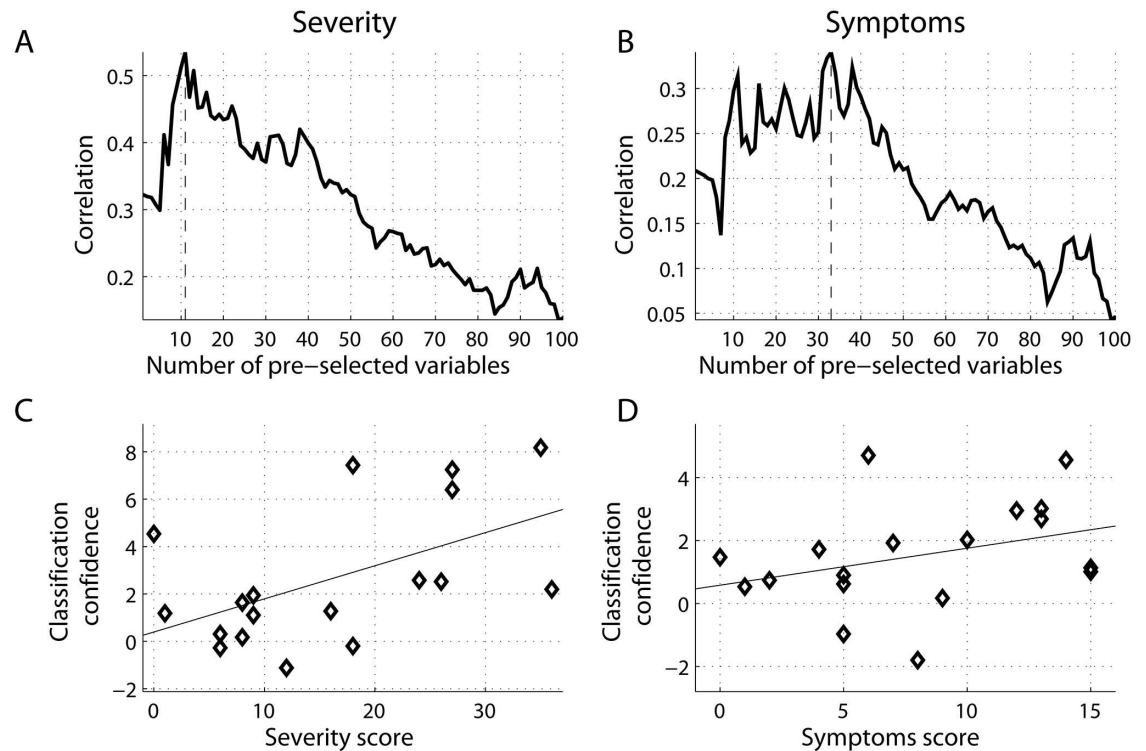 Severity
Symptoms
A
B
0.5
0.4
0.3
0.2
Correlation
10 20 30 40 50 60 70 80 90 100
Number of pre−selected variables
0.3
0.25
0.2
0.15
0.1
0.05
Correlation
10 20 30 40 50 60 70 80 90 100
Number of pre−selected variables
C
D
8
6
4
2
0
−2
Classification
confidence
0 10 20 30
Severity score
4
2
0
−2
Classification
confidence
0 5 10 15
Symptoms score